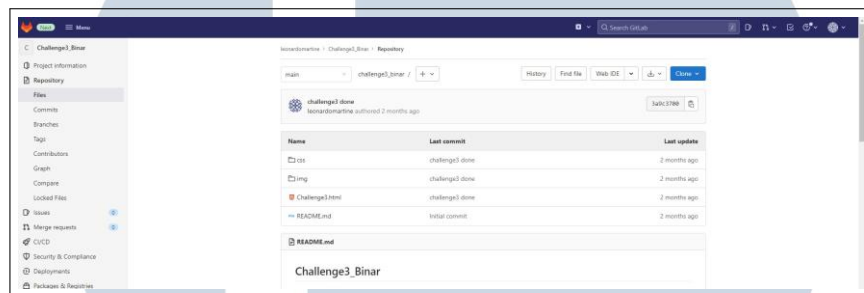 Next Menu Search GitLab
C Challenge3_Binar
Project information
Repository
Files
Commits
Branches
Tags
Contributors
Graph
Compare
Locked Files
Issues 0
Merge requests 0
CI/CD
Security & Compliance
Deployments
Packages & Registries
leonardomartine > Challenge3_Binar > Repository
main challenge3_binar / +
History Find file Web IDE Clone
challenge3 done
leonardomartine authored 2 months ago
3a0c3780
Name Last commit Last update
css challenge3 done 2 months ago
img challenge3 done 2 months ago
Challenge3.html challenge3 done 2 months ago
README.md Initial commit 2 months ago
README.md
Challenge3_Binar